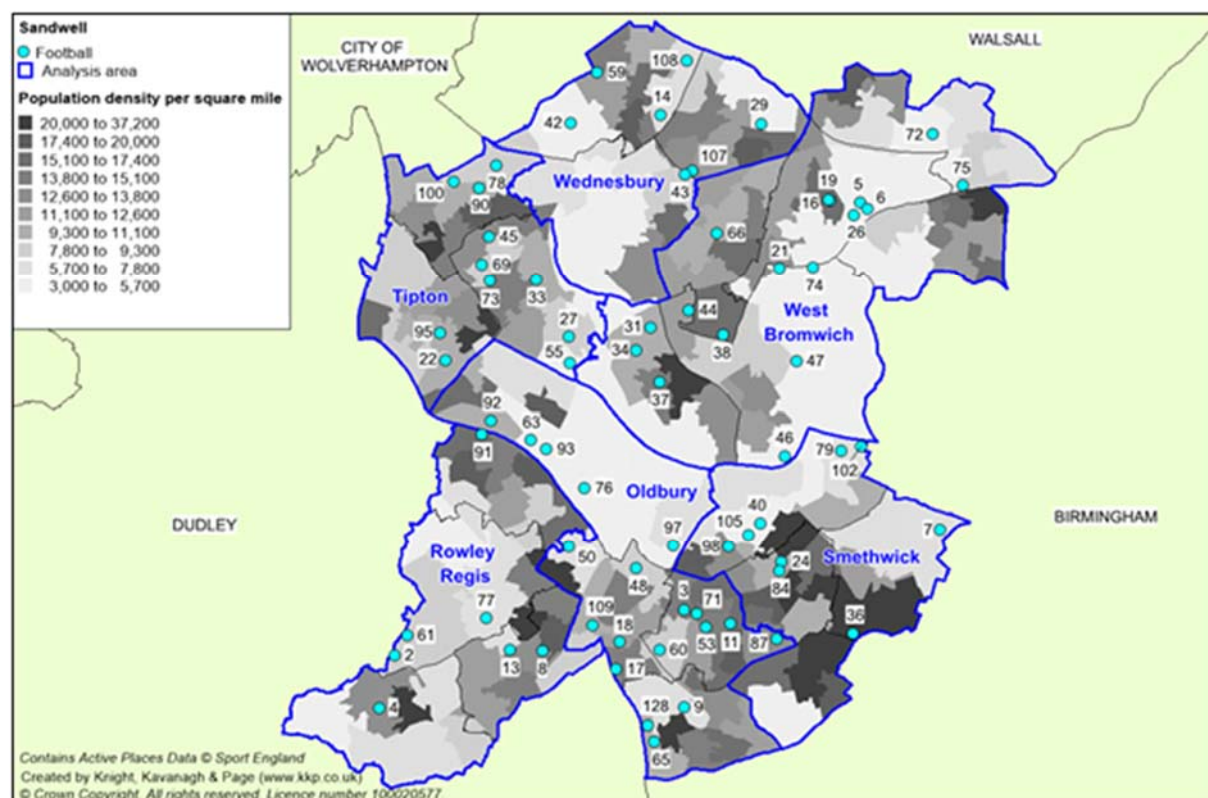 Sandwell
Football
Analysis area
Population density per square mile
20,000 to 37,200
17,400 to 20,000
15,100 to 17,400
13,800 to 15,100
12,600 to 13,800
11,100 to 12,600
9,300 to 11,100
7,800 to 9,300
5,700 to 7,800
3,000 to 5,700
CITY OF
WOLVERHAMPTON
WALSALL
59
108
14
29
42
72
107
78
Wednesbury
43
75
100
90
19
5
6
16
26
45
66
69
21
74
Tipton
73
33
44
West
Bromwich
27
31
95
34
38
47
22
55
37
92
63
46
93
79
91
102
76
Oldbury
DUDLEY
BIRMINGHAM
97
105
40
7
50
98
Smethwick
Rowley
Regis
24
48
84
77
109
3
71
36
61
18
53
11
87
2
13
8
60
17
4
128
9
65
Contains Active Places Data © Sport England
Created by Knight, Kavanagh & Page (www.kkp.co.uk)
© Crown Copyright. All rights reserved. Licence number 100020577